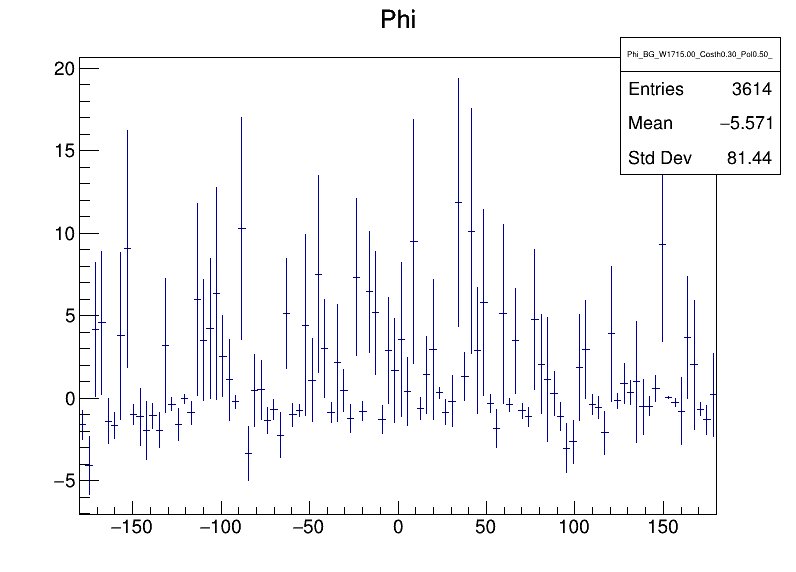 Phi
Phi_BG_W1715.00_Costh0.30_Pol0.50_
Entries 3614
Mean −5.571
Std Dev 81.44
20
15
10
5
0
−5
−150 −100 −50 0 50 100 150